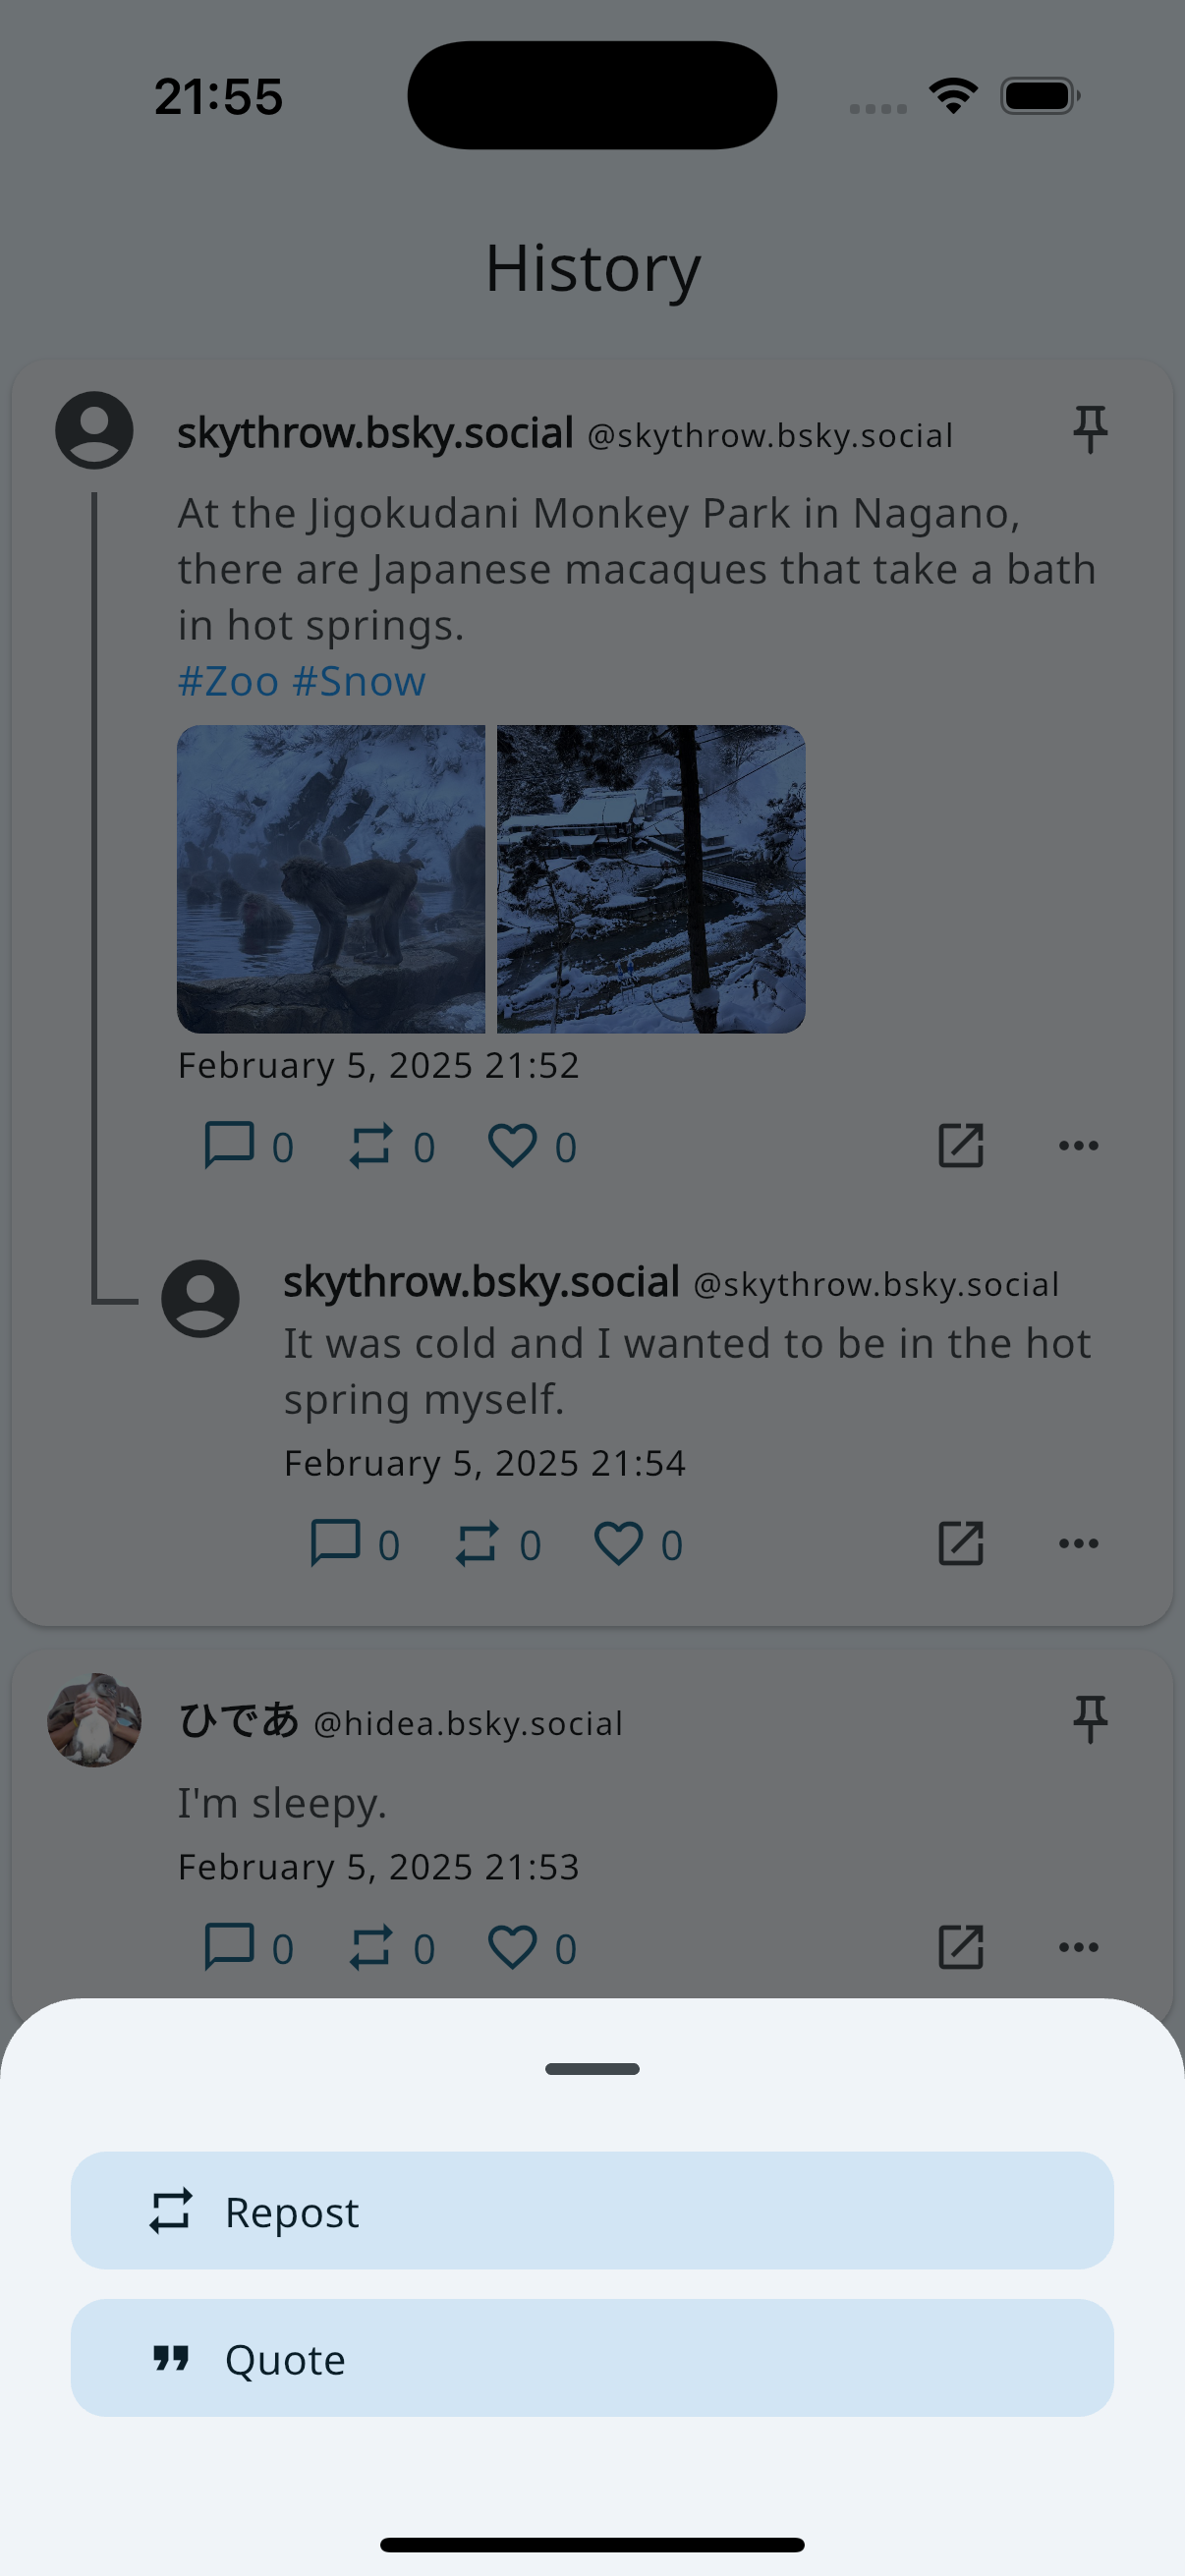 21:55
History
skythrow.bsky.social @skythrow.bsky.social
At the Jigokudani Monkey Park in Nagano,
there are Japanese macaques that take a bath
in hot springs.
#Zoo #Snow
February 5, 2025 21:52
0 0 0
skythrow.bsky.social @skythrow.bsky.social
It was cold and I wanted to be in the hot
spring myself.
February 5, 2025 21:54
0 0 0
ひであ @hidea.bsky.social
I'm sleepy.
February 5, 2025 21:53
0 0 0
Repost
Quote